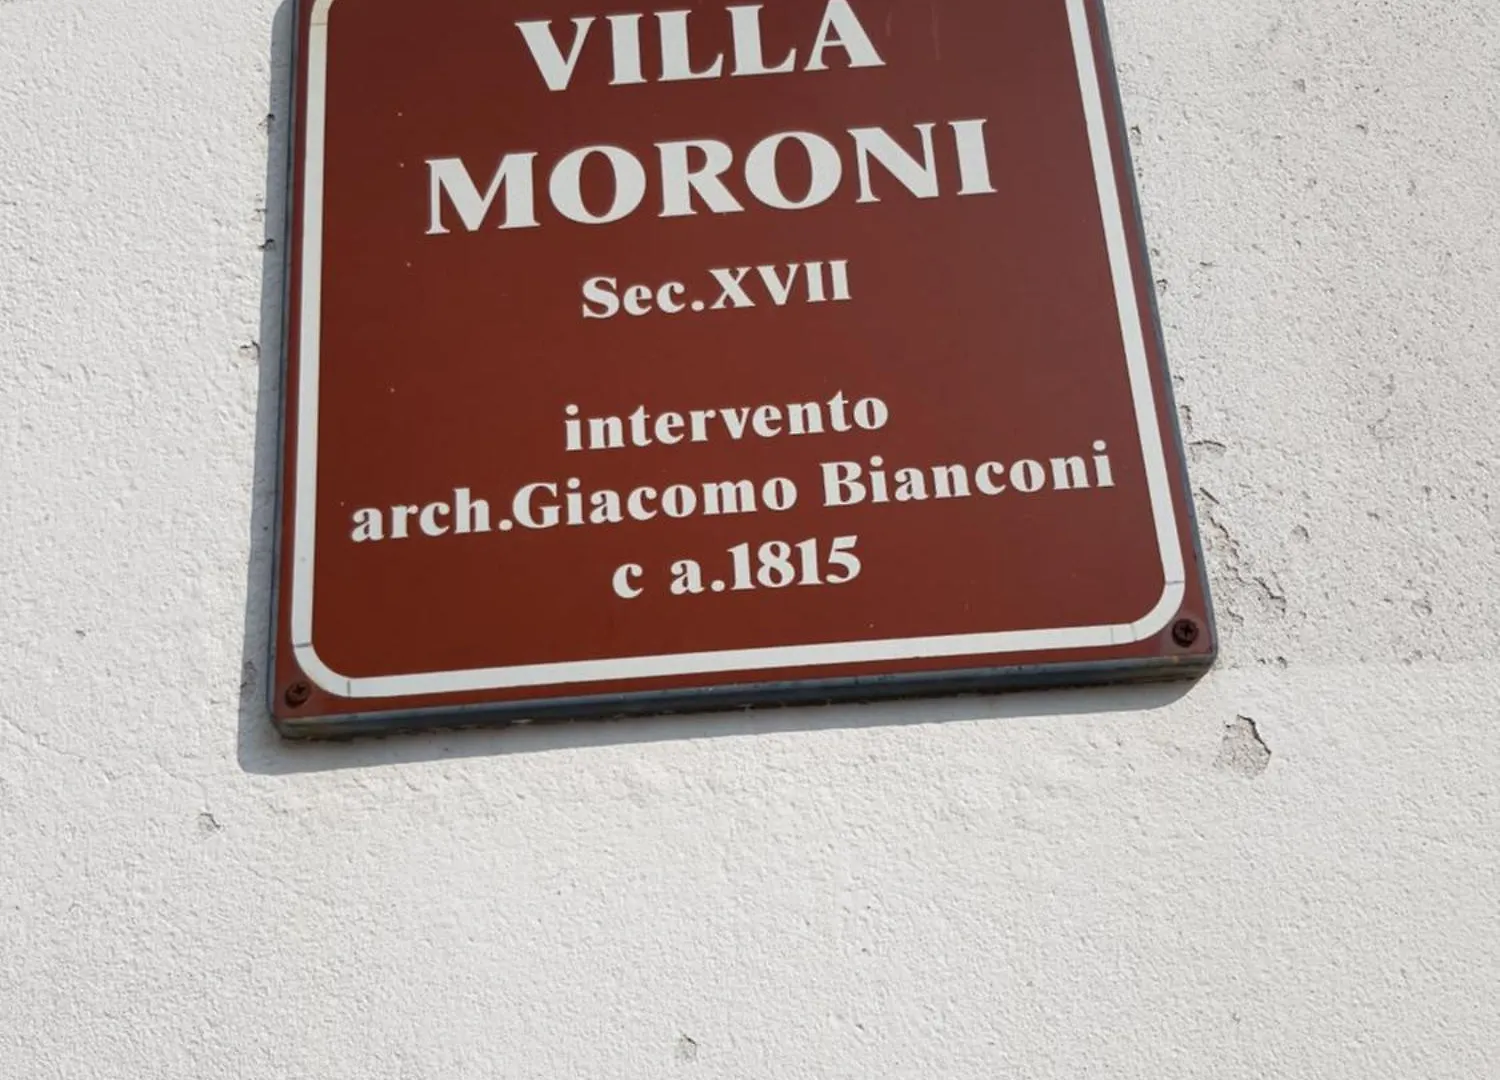 VILLA
MORONI
Sec.XVII
intervento
arch.Giacomo Bianconi
c a.1815